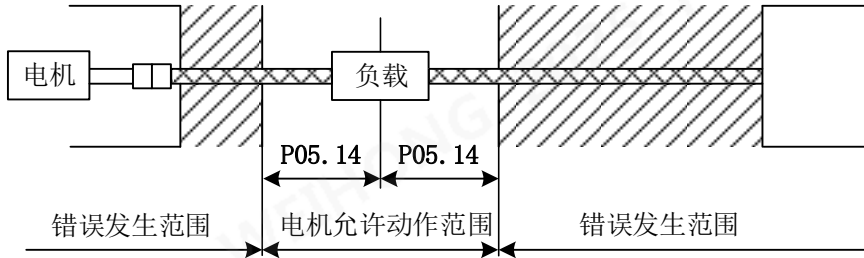 电机
负载
P05.14 P05.14
错误发生范围 电机允许动作范围 错误发生范围
WEIHONG